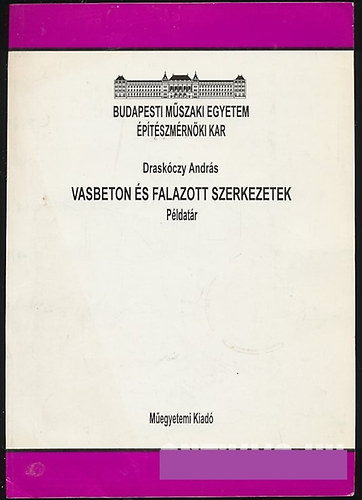 BUDAPESTI MŰSZAKI EGYETEM
ÉPÍTÉSZMÉRNÖKI KAR
Draskóczy András
VASBETON ÉS FALAZOTT SZERKEZETEK
Példatár
Műegyetemi Kiadó